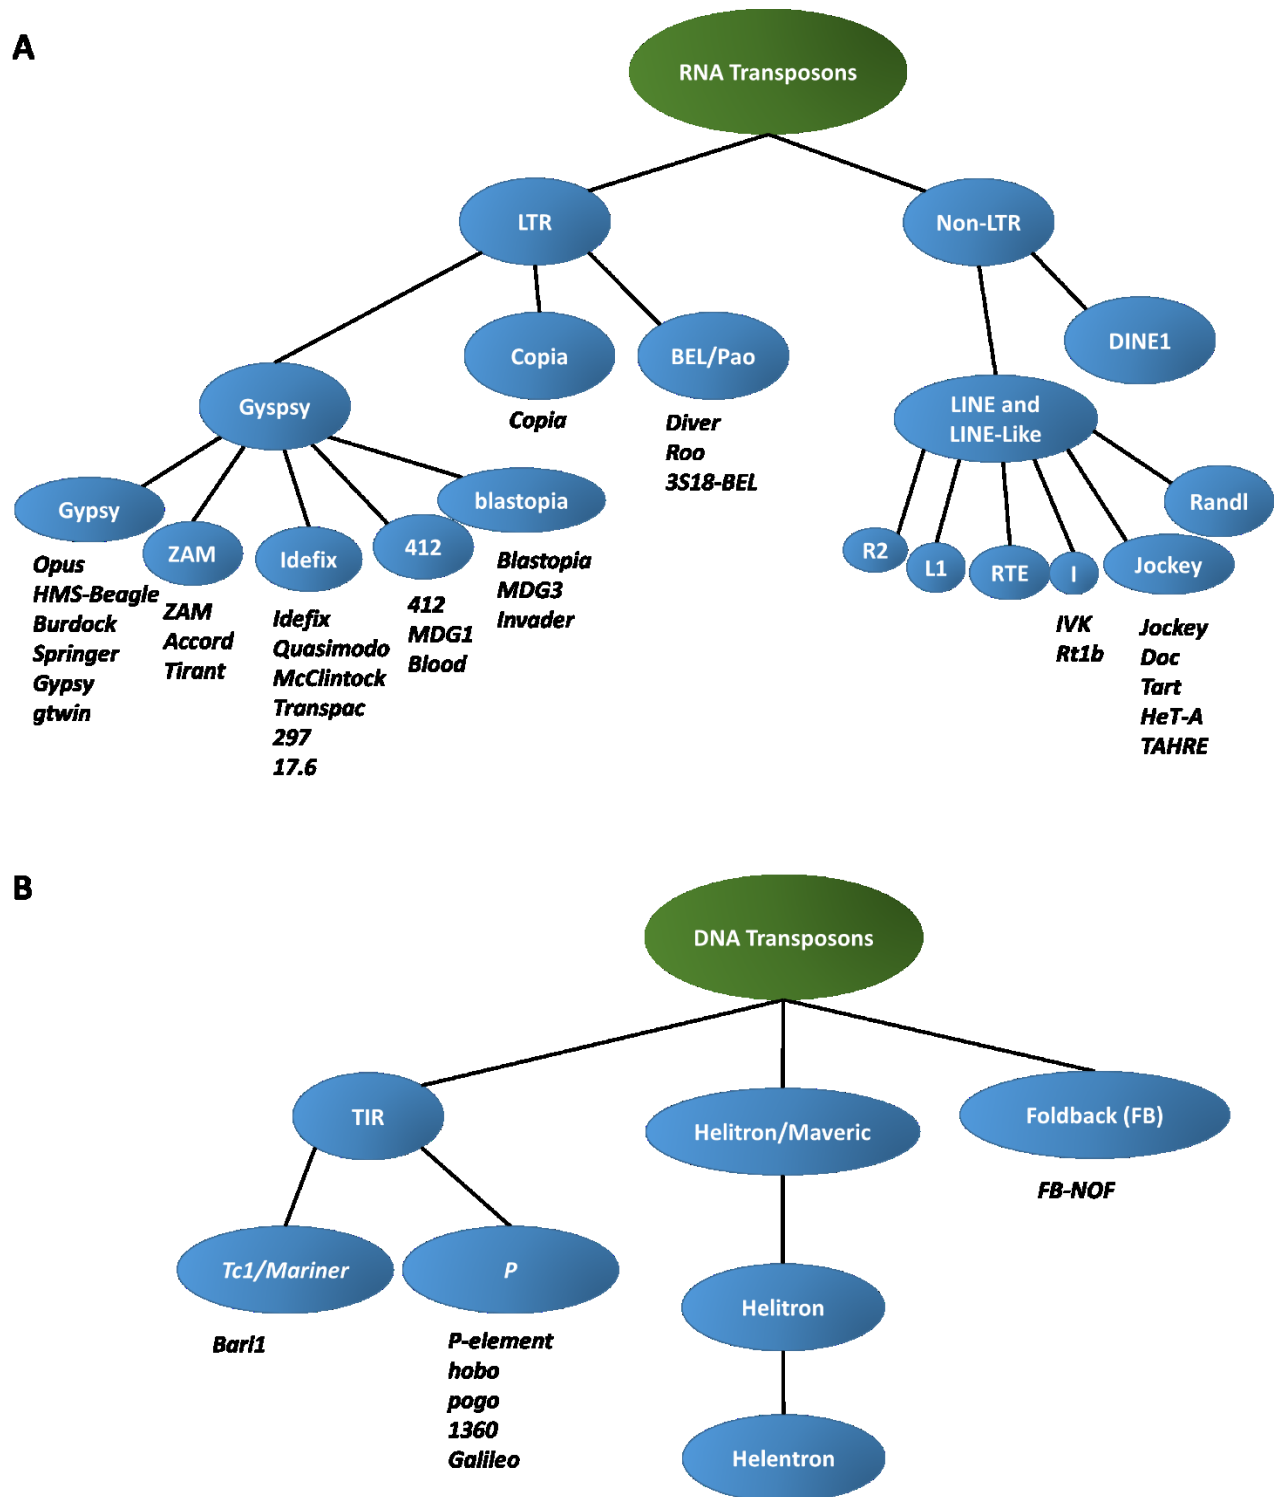 A
RNA Transposons
LTR
Non-LTR
Copia
BEL/Pao
DINE1
Gyspsy
LINE and
LINE-Like
Copia
Diver
Roo
3S18-BEL
Gypsy
ZAM
Idefix
412
blastopia
R2
L1
RTE
I
Jockey
Randl
Opus
HMS-Beagle
Burdock
Springer
Gypsy
gtwin
ZAM
Accord
Tirant
Idefix
Quasimodo
McClintock
Transpac
297
17.6
412
MDG1
Blood
Blastopia
MDG3
Invader
IVK
Rt1b
Jockey
Doc
Tart
HeT-A
TAHRE
B
DNA Transposons
TIR
Helitron/Maveric
Foldback (FB)
FB-NOF
Tc1/Mariner
P
Helitron
Barl1
P-element
hobo
pogo
1360
Galileo
Helentron